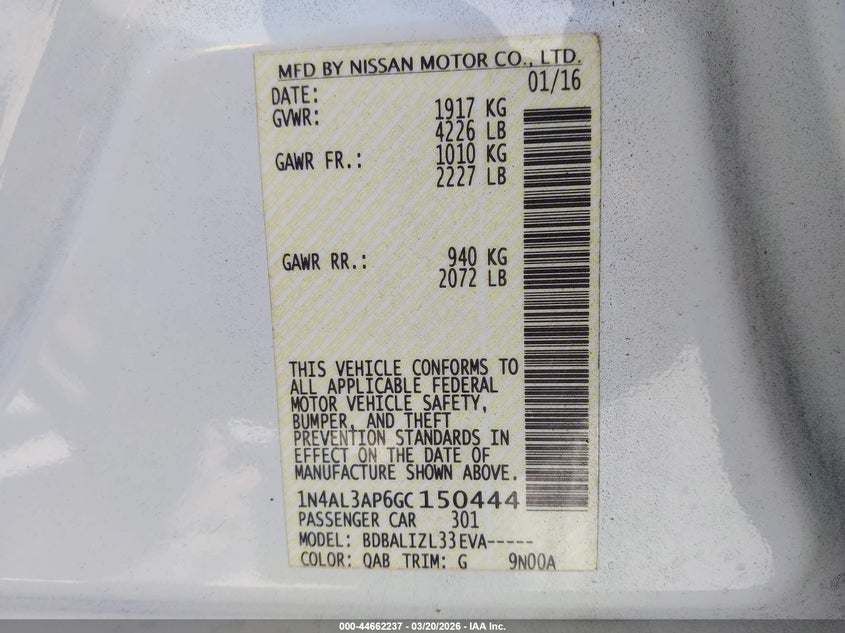 MFD BY NISSAN MOTOR CO., LTD.
DATE: 01/16
GVWR: 1917 KG
4226 LB
GAWR FR.: 1010 KG
2227 LB
GAWR RR.: 940 KG
2072 LB
THIS VEHICLE CONFORMS TO
ALL APPLICABLE FEDERAL
MOTOR VEHICLE SAFETY,
BUMPER, AND THEFT
PREVENTION STANDARDS IN
EFFECT ON THE DATE OF
MANUFACTURE SHOWN ABOVE.
1N4AL3AP6GC150444
PASSENGER CAR 301
MODEL: BDBALIZL33EVA-----
COLOR: QAB TRIM: G 9N00A
000-44662237 - 03/20/2026 - IAA Inc.